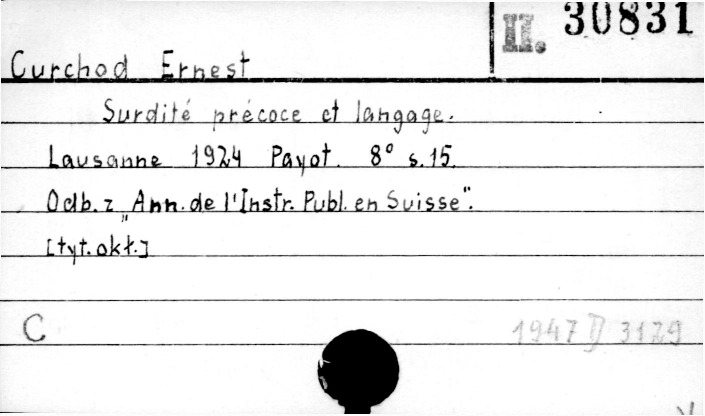 II. 30831
Curchod Ernest
Surdité précoce et langage.
Lausanne 1924 Payot. 8° s.15.
Odb. z „Ann. de l'Instr. Publ. en Suisse".
[tyt. okł.]
C
1947 D 3129